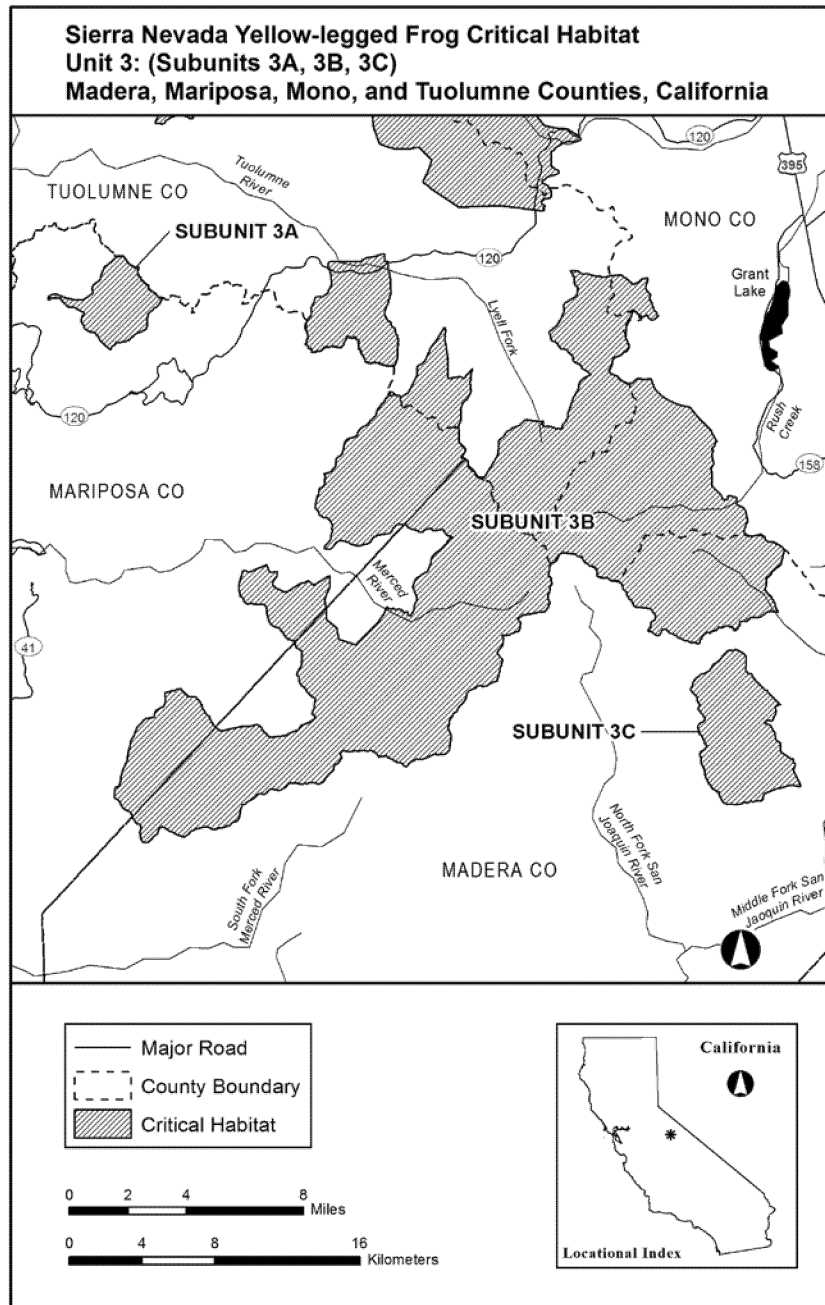 Sierra Nevada Yellow-legged Frog Critical Habitat
Unit 3: (Subunits 3A, 3B, 3C)
Madera, Mariposa, Mono, and Tuolumne Counties, California
120
395
Tuolumne
River
TUOLUMNE CO
MONO CO
SUBUNIT 3A
120
Grant
Lake
Lyell Fork
120
Rush
Creek
158
MARIPOSA CO
SUBUNIT 3B
Merced
River
41
SUBUNIT 3C
North Fork San
Joaquin River
MADERA CO
South Fork
Merced River
Middle Fork San
Jaoquin River
Major Road
County Boundary
Critical Habitat
0 2 4 8
Miles
0 4 8 16
Kilometers
California
Locational Index